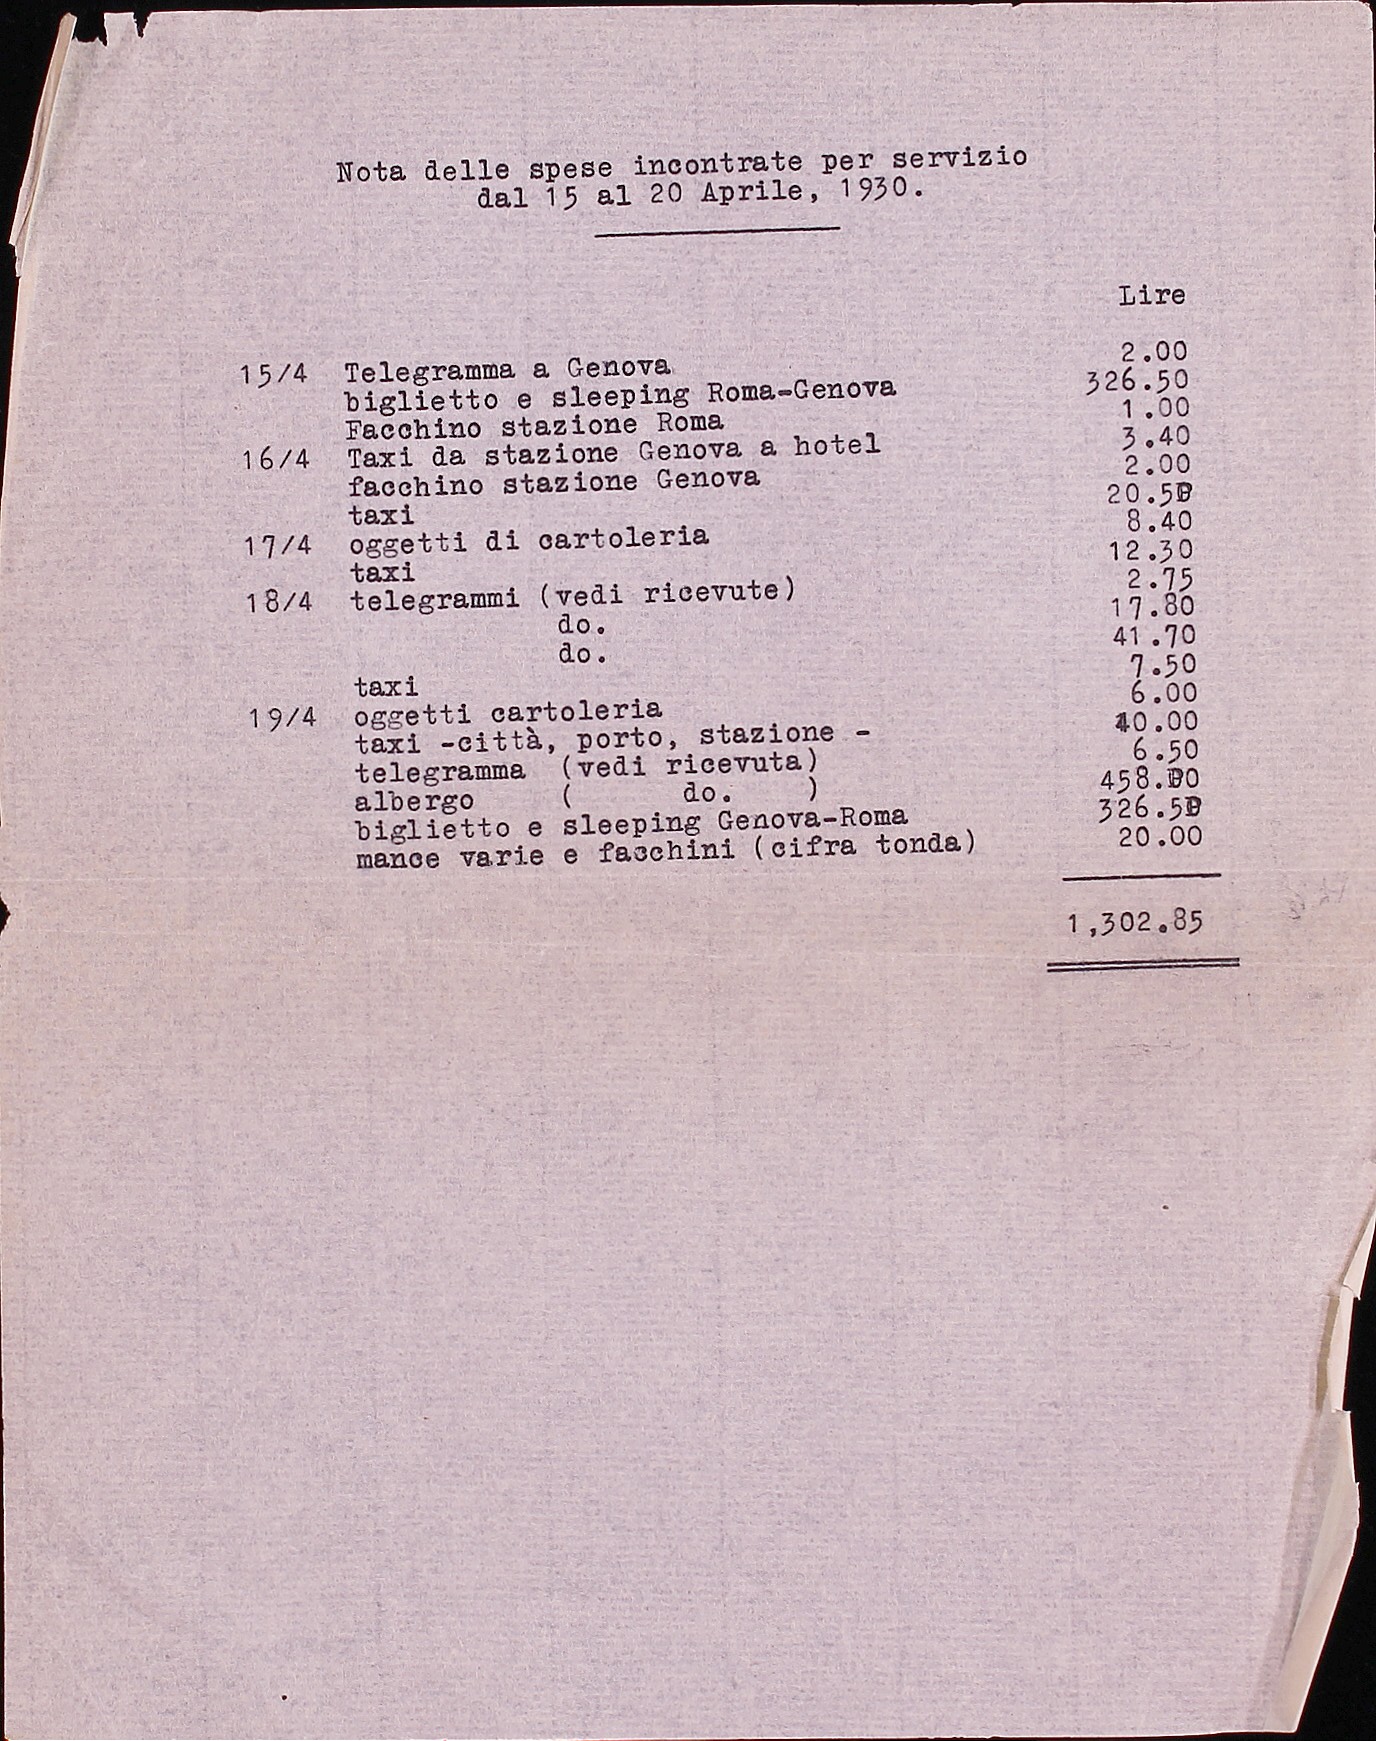 Nota delle spese incontrate per servizio
dal 15 al 20 Aprile, 1930.
Lire
15/4 Telegramma a Genova 2.00
biglietto e sleeping Roma-Genova 326.50
Facchino stazione Roma 1.00
16/4 Taxi da stazione Genova a hotel 3.40
facchino stazione Genova 2.00
taxi 20.50
17/4 oggetti di cartoleria 8.40
taxi 12.30
18/4 telegrammi (vedi ricevute) 2.75
do. 17.80
do. 41.70
taxi 7.50
19/4 oggetti cartoleria 6.00
taxi -città, porto, stazione - 40.00
telegramma (vedi ricevuta) 6.50
albergo ( do. ) 458.00
biglietto e sleeping Genova-Roma 326.50
mance varie e facchini (cifra tonda) 20.00
1,302.85